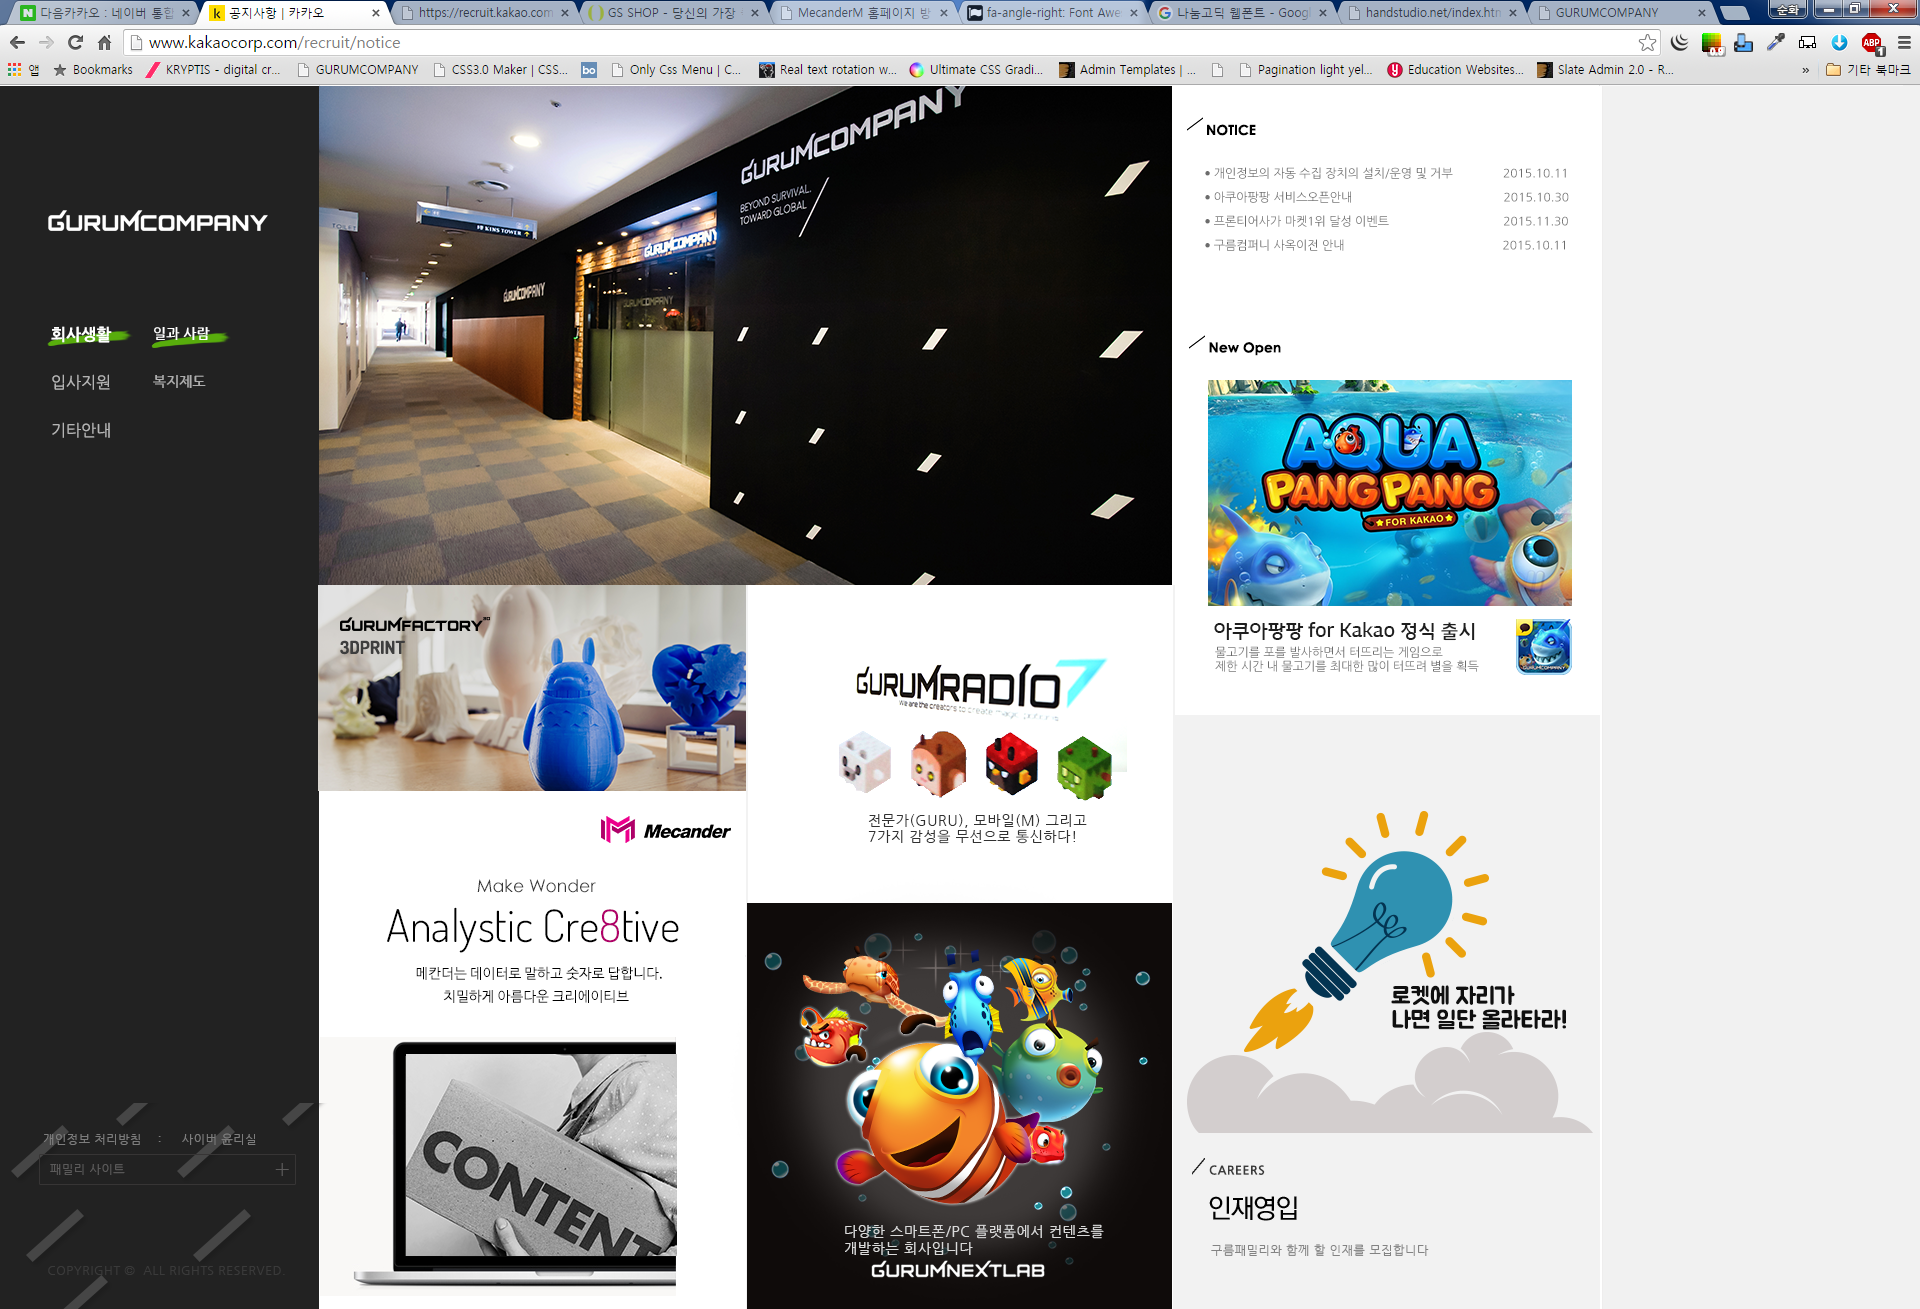 다음카카오 : 네이버 통합
공지사항 | 카카오
https://recruit.kakao.com
GS SHOP - 당신의 가장
MecanderM 홈페이지 방
fa-angle-right: Font Awe
나눔고딕 웹폰트 - Googl
handstudio.net/index.htm
GURUMCOMPANY
순화
www.kakaocorp.com/recruit/notice
앱
Bookmarks
KRYPTIS - digital cr...
GURUMCOMPANY
CSS3.0 Maker | CSS...
bo
Only Css Menu | C...
Real text rotation w...
Ultimate CSS Gradi...
Admin Templates | ...
Pagination light yel...
Education Websites...
Slate Admin 2.0 - R...
»
기타 북마크
GURUMCOMPANY
회사생활
일과 사람
입사지원
복지제도
기타안내
개인정보 처리방침 : 사이버 윤리실
패밀리 사이트
COPYRIGHT © ALL RIGHTS RESERVED.
GURUMCOMPANY
BEYOND SURVIVAL.
TOWARD GLOBAL
TOILET
KINS TOWER
GURUMCOMPANY
GURUMCOMPANY
GURUMCOMPANY
GURUMFACTORY
3DPRINT
GURUMRADIO7
We are the creators to create magic
전문가(GURU), 모바일(M) 그리고
7가지 감성을 무선으로 통신하다!
Mecander
Make Wonder
Analystic Cre8tive
메칸더는 데이터로 말하고 숫자로 답합니다.
치밀하게 아름다운 크리에이티브
CONTENT
다양한 스마트폰/PC 플랫폼에서 컨텐츠를
개발하는 회사입니다
GURUMNEXTLAB
NOTICE
개인정보의 자동 수집 장치의 설치/운영 및 거부 2015.10.11
아쿠아팡팡 서비스오픈안내 2015.10.30
프론티어사가 마켓1위 달성 이벤트 2015.11.30
구름컴퍼니 사옥이전 안내 2015.10.11
New Open
AQUA
PANG PANG
FOR KAKAO
아쿠아팡팡 for Kakao 정식 출시
물고기를 포를 발사하면서 터뜨리는 게임으로
제한 시간 내 물고기를 최대한 많이 터뜨려 별을 획득
GURUMCOMPANY
로켓에 자리가
나면 일단 올라타라!
CAREERS
인재영입
구름패밀리와 함께 할 인재를 모집합니다